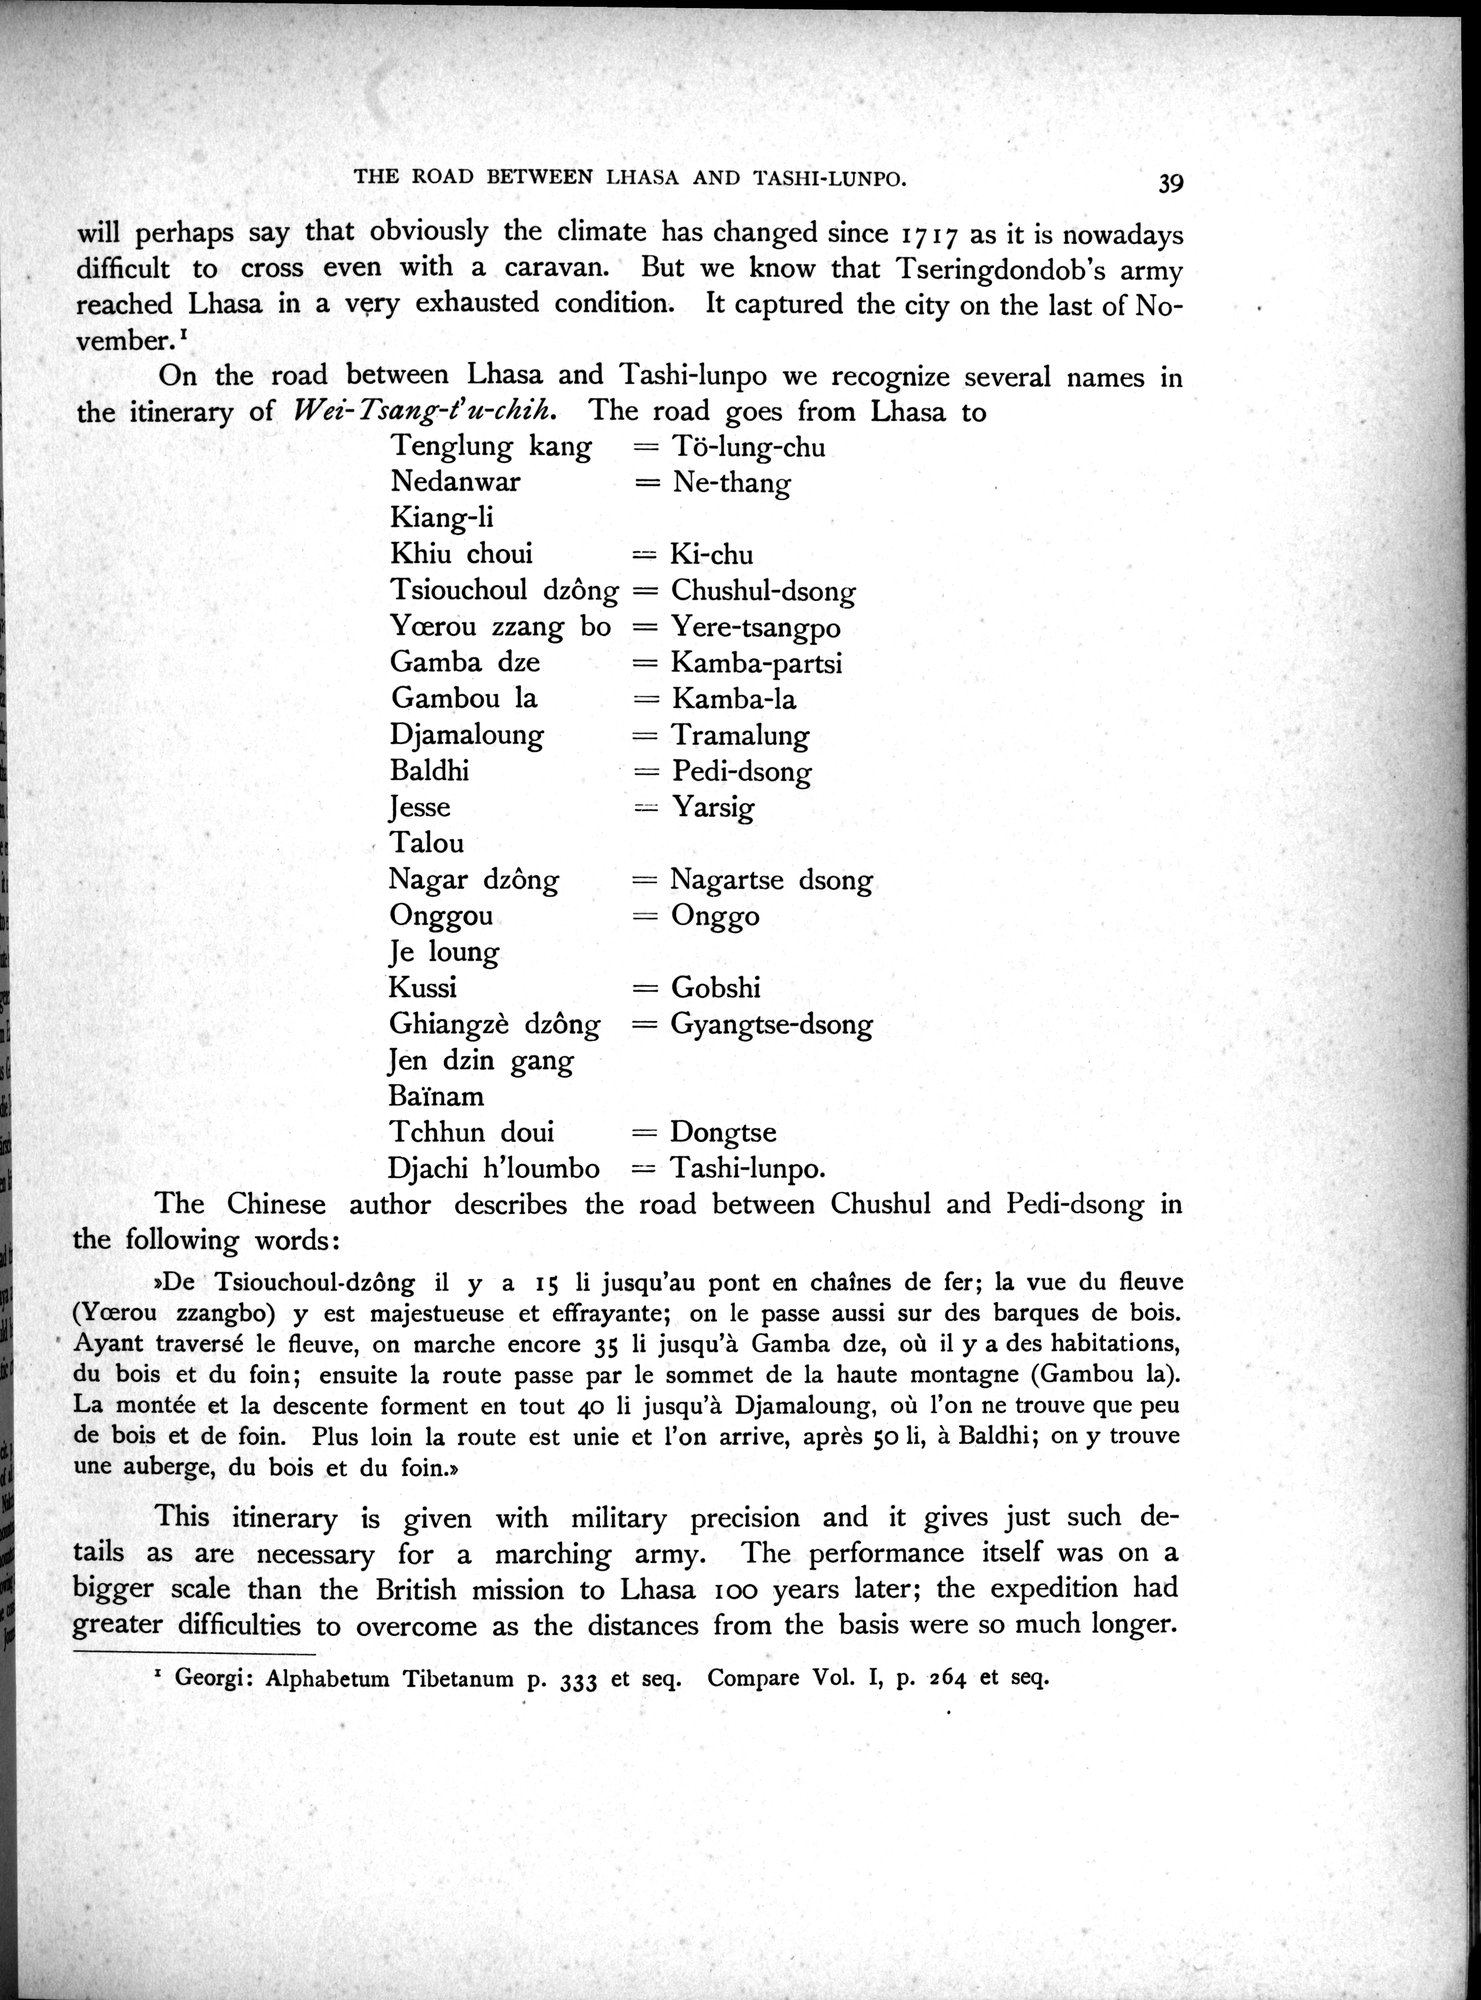 THE ROAD BETWEEN LHASA AND TASHI-LUNPO. 39
will perhaps say that obviously the climate has changed since 1717 as it is nowadays
difficult to cross even with a caravan. But we know that Tseringdondob's army
reached Lhasa in a very exhausted condition. It captured the city on the last of No-
vember.¹
On the road between Lhasa and Tashi-lunpo we recognize several names in
the itinerary of Wei-Tsang-t'u-chih. The road goes from Lhasa to
Tenglung kang = Tö-lung-chu
Nedanwar = Ne-thang
Kiang-li
Khiu choui = Ki-chu
Tsiouchoul dzông = Chushul-dsong
Yœrou zzang bo = Yere-tsangpo
Gamba dze = Kamba-partsi
Gambou la = Kamba-la
Djamaloung = Tramalung
Baldhi = Pedi-dsong
Jesse = Yarsig
Talou
Nagar dzông = Nagartse dsong
Onggou = Onggo
Je loung
Kussi = Gobshi
Ghiangzè dzông = Gyangtse-dsong
Jen dzin gang
Baïnam
Tchhun doui = Dongtse
Djachi h'loumbo = Tashi-lunpo.
The Chinese author describes the road between Chushul and Pedi-dsong in
the following words:
»De Tsiouchoul-dzông il y a 15 li jusqu'au pont en chaînes de fer; la vue du fleuve
(Yœrou zzangbo) y est majestueuse et effrayante; on le passe aussi sur des barques de bois.
Ayant traversé le fleuve, on marche encore 35 li jusqu'à Gamba dze, où il y a des habitations,
du bois et du foin; ensuite la route passe par le sommet de la haute montagne (Gambou la).
La montée et la descente forment en tout 40 li jusqu'à Djamaloung, où l'on ne trouve que peu
de bois et de foin. Plus loin la route est unie et l'on arrive, après 50 li, à Baldhi; on y trouve
une auberge, du bois et du foin.»
This itinerary is given with military precision and it gives just such de-
tails as are necessary for a marching army. The performance itself was on a
bigger scale than the British mission to Lhasa 100 years later; the expedition had
greater difficulties to overcome as the distances from the basis were so much longer.
¹ Georgi: Alphabetum Tibetanum p. 333 et seq. Compare Vol. I, p. 264 et seq.